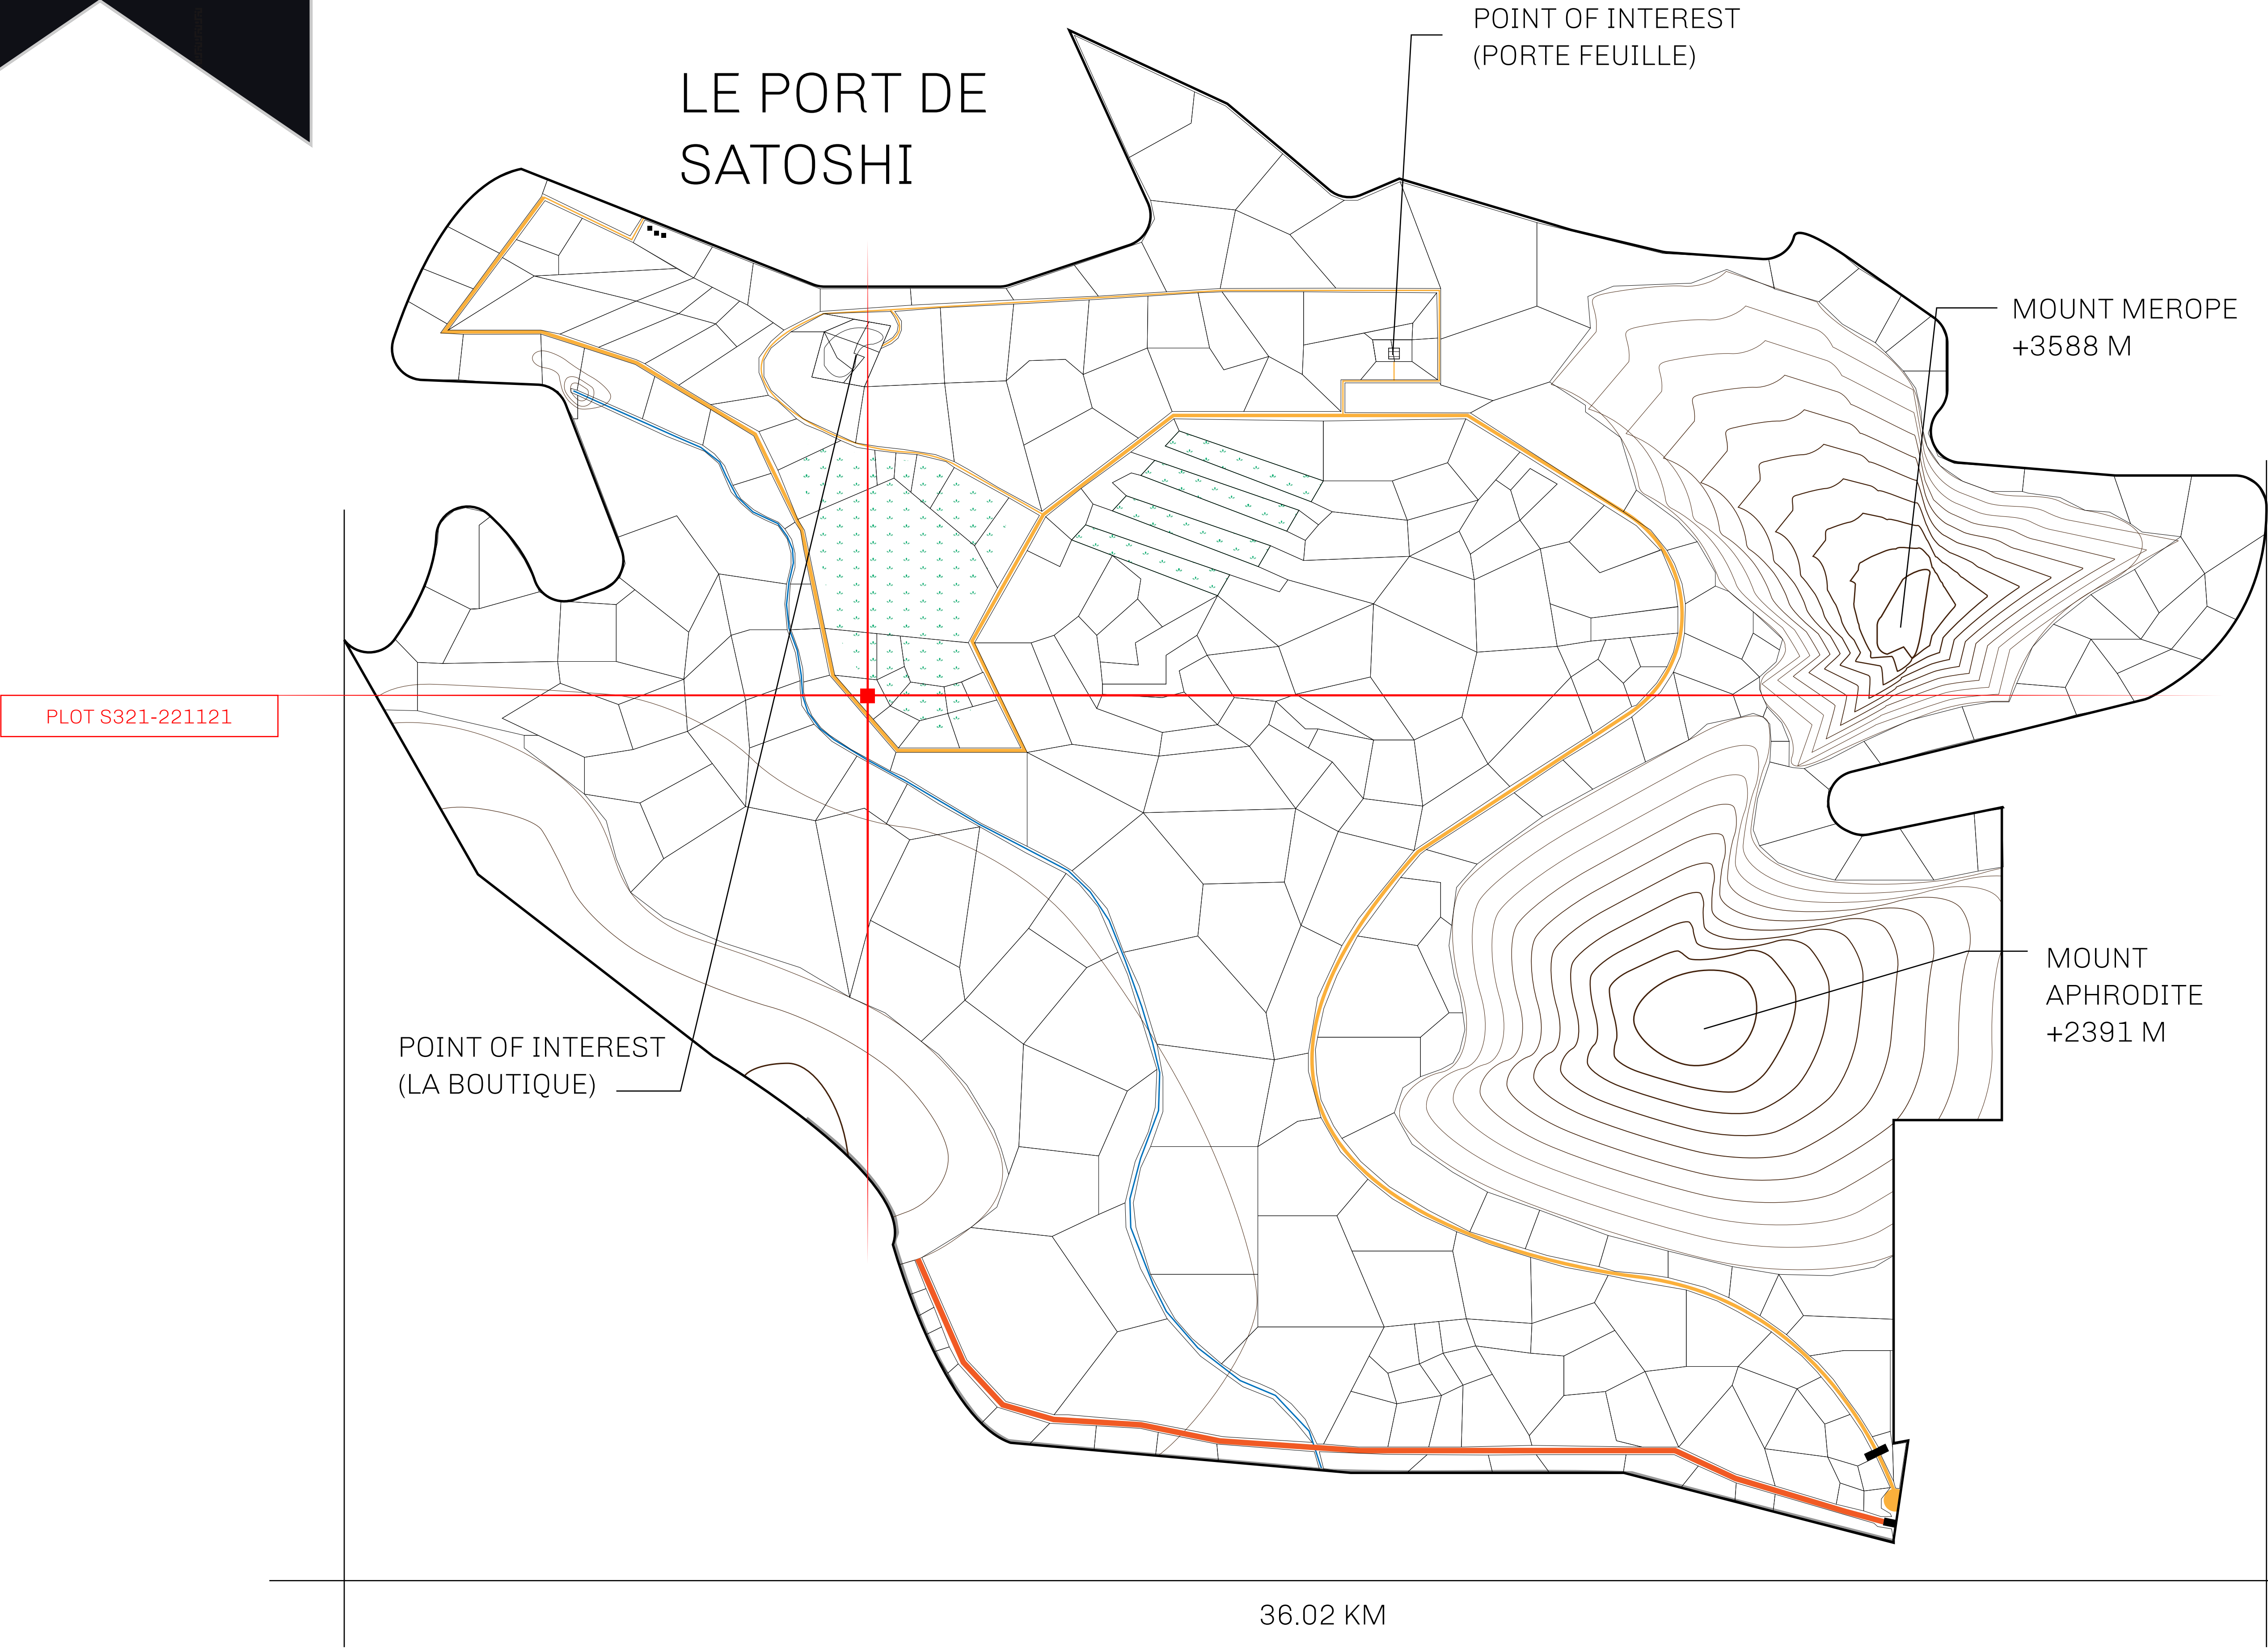 POINT OF INTEREST
(PORTE FEUILLE)
LE PORT DE
SATOSHI
MOUNT MEROPE
+3588 M
PLOT S321-221121
MOUNT
APHRODITE
+2391 M
POINT OF INTEREST
(LA BOUTIQUE)
36.02 KM